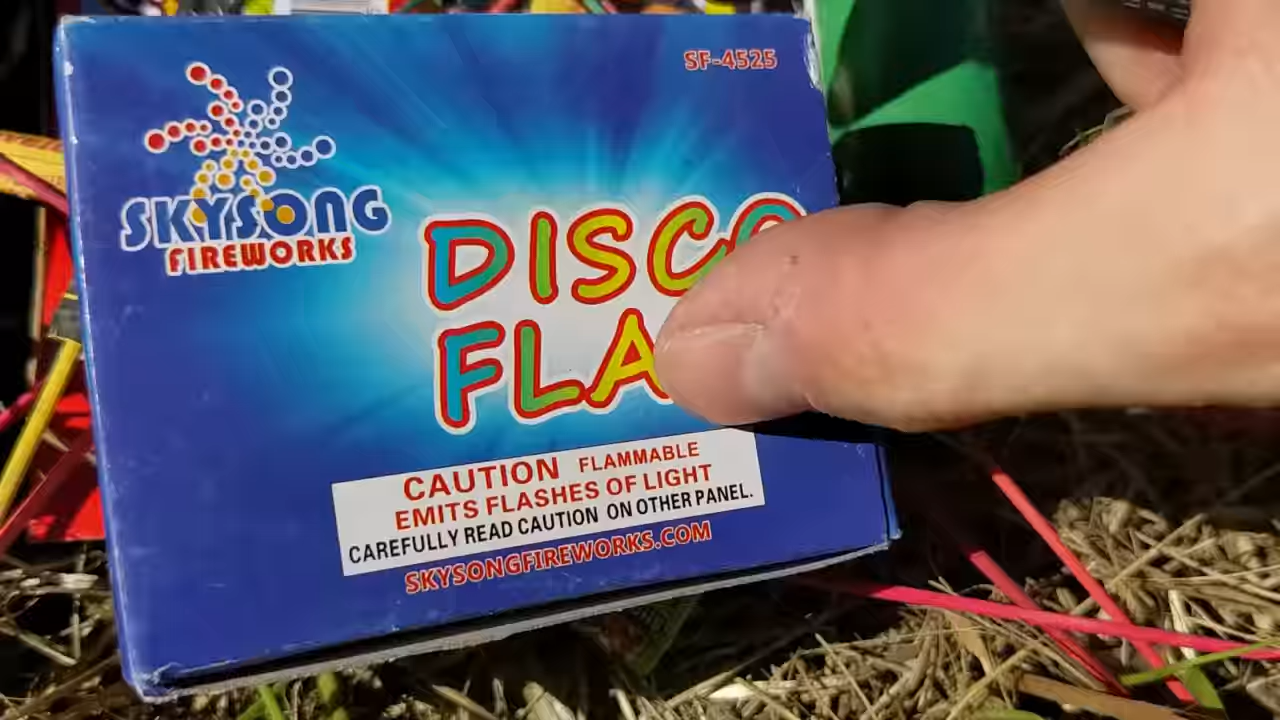 SF-4525
SKYSONG
FIREWORKS
DISCO
FLA
CAUTION FLAMMABLE
EMITS FLASHES OF LIGHT
CAREFULLY READ CAUTION ON OTHER PANEL.
SKYSONGFIREWORKS.COM